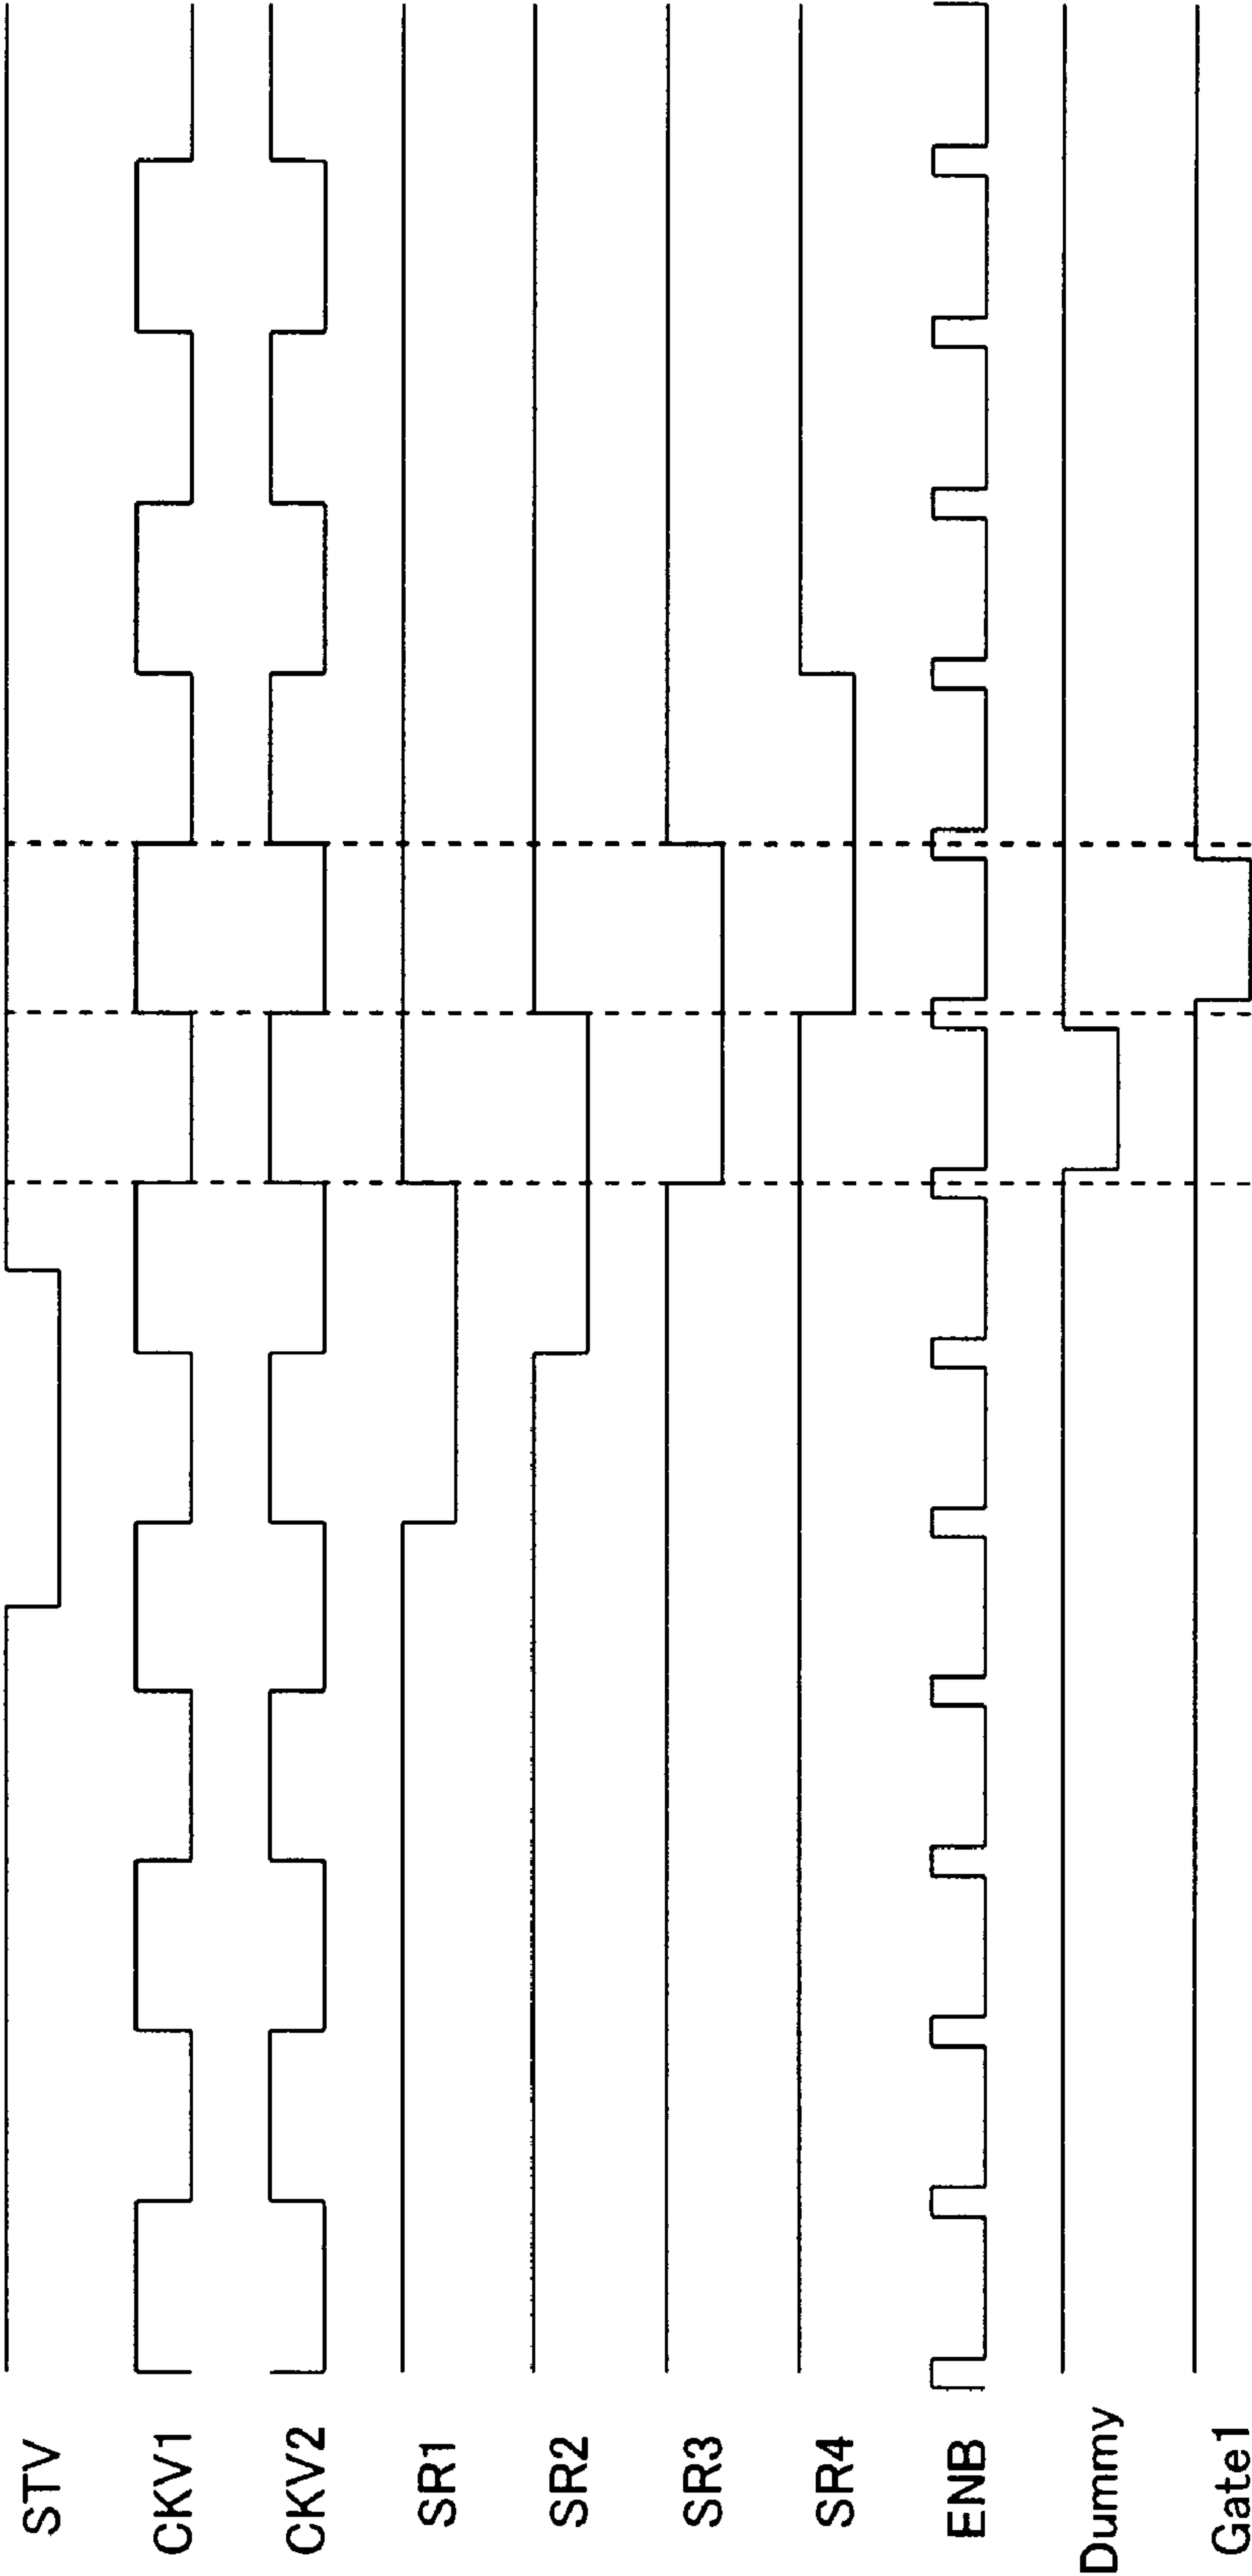 STV
CKV1
CKV2
SR1
SR2
SR3
SR4
ENB
Dummy
Gate1